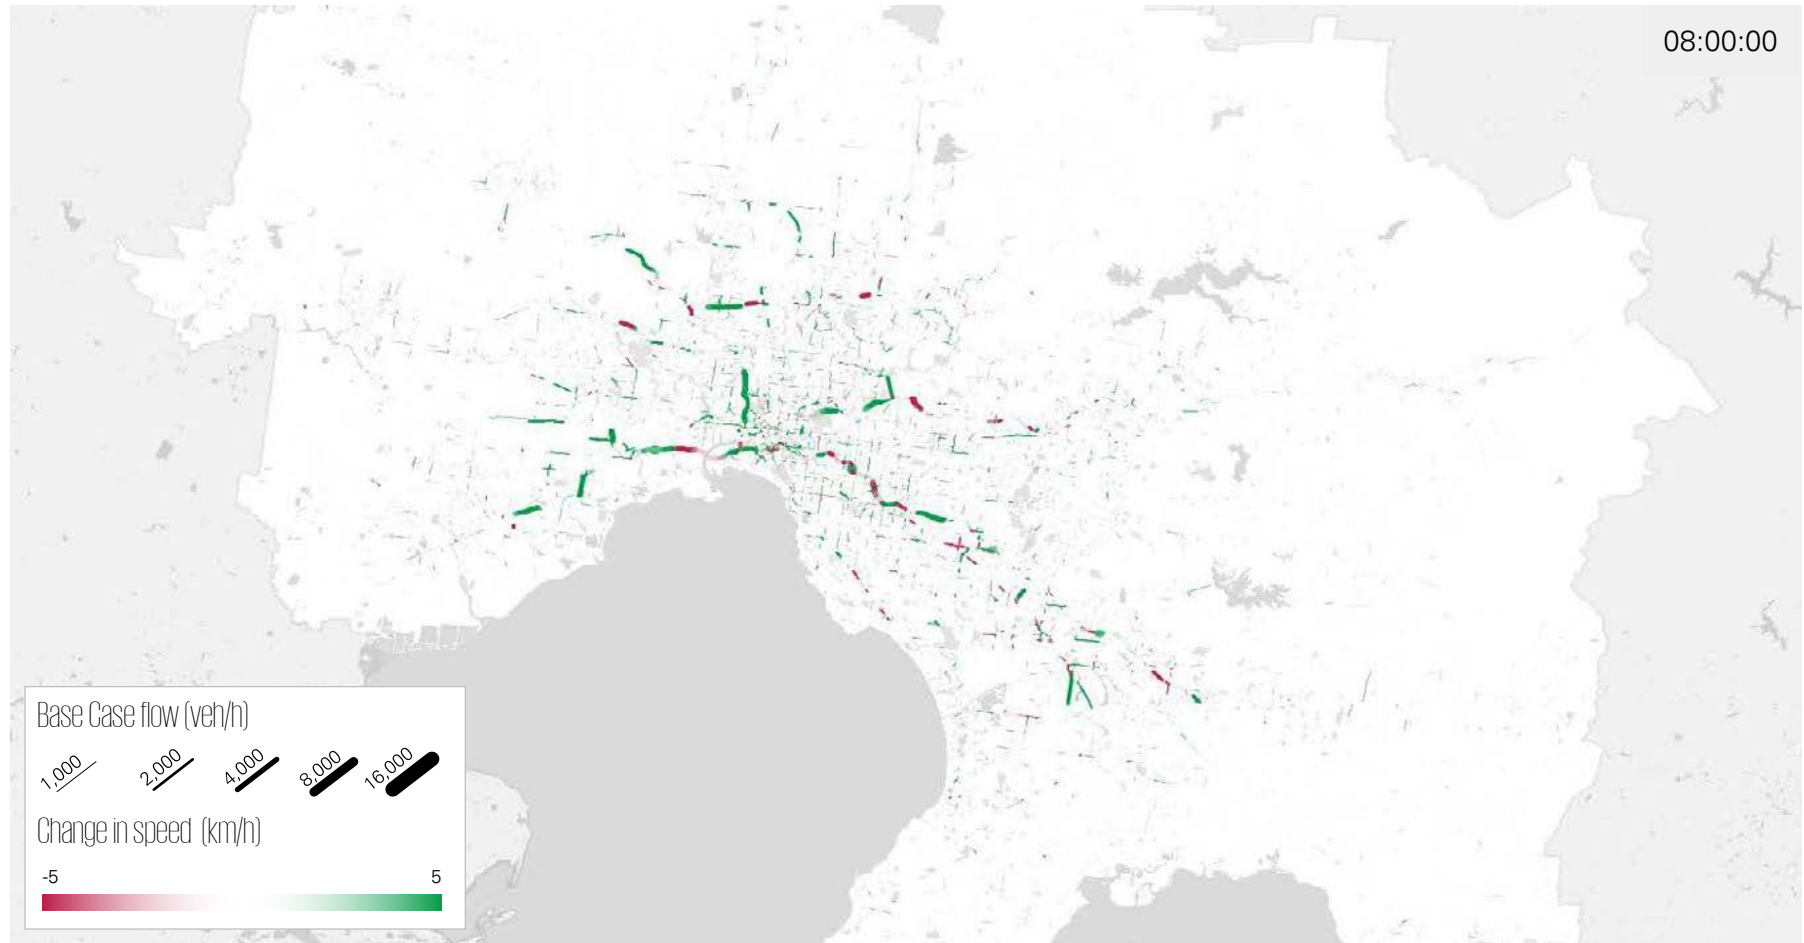 08:00:00
Base Case flow (veh/h)
1,000 2,000 4,000 8,000 16,000
Change in speed (km/h)
-5 5